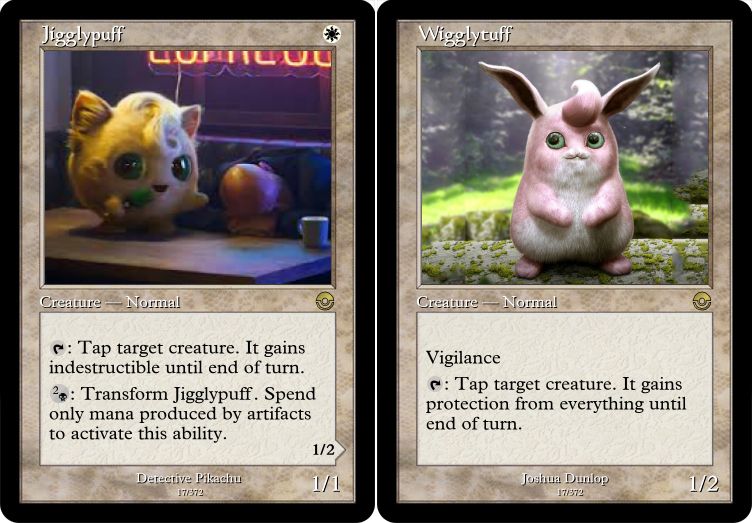 Jigglypuff
Creature — Normal
: Tap target creature. It gains
indestructible until end of turn.
2: Transform Jigglypuff. Spend
only mana produced by artifacts
to activate this ability.
1/2
Detective Pikachu
17/372
1/1
Wigglytuff
Creature — Normal
Vigilance
: Tap target creature. It gains
protection from everything until
end of turn.
Joshua Dunlop
17/372
1/2